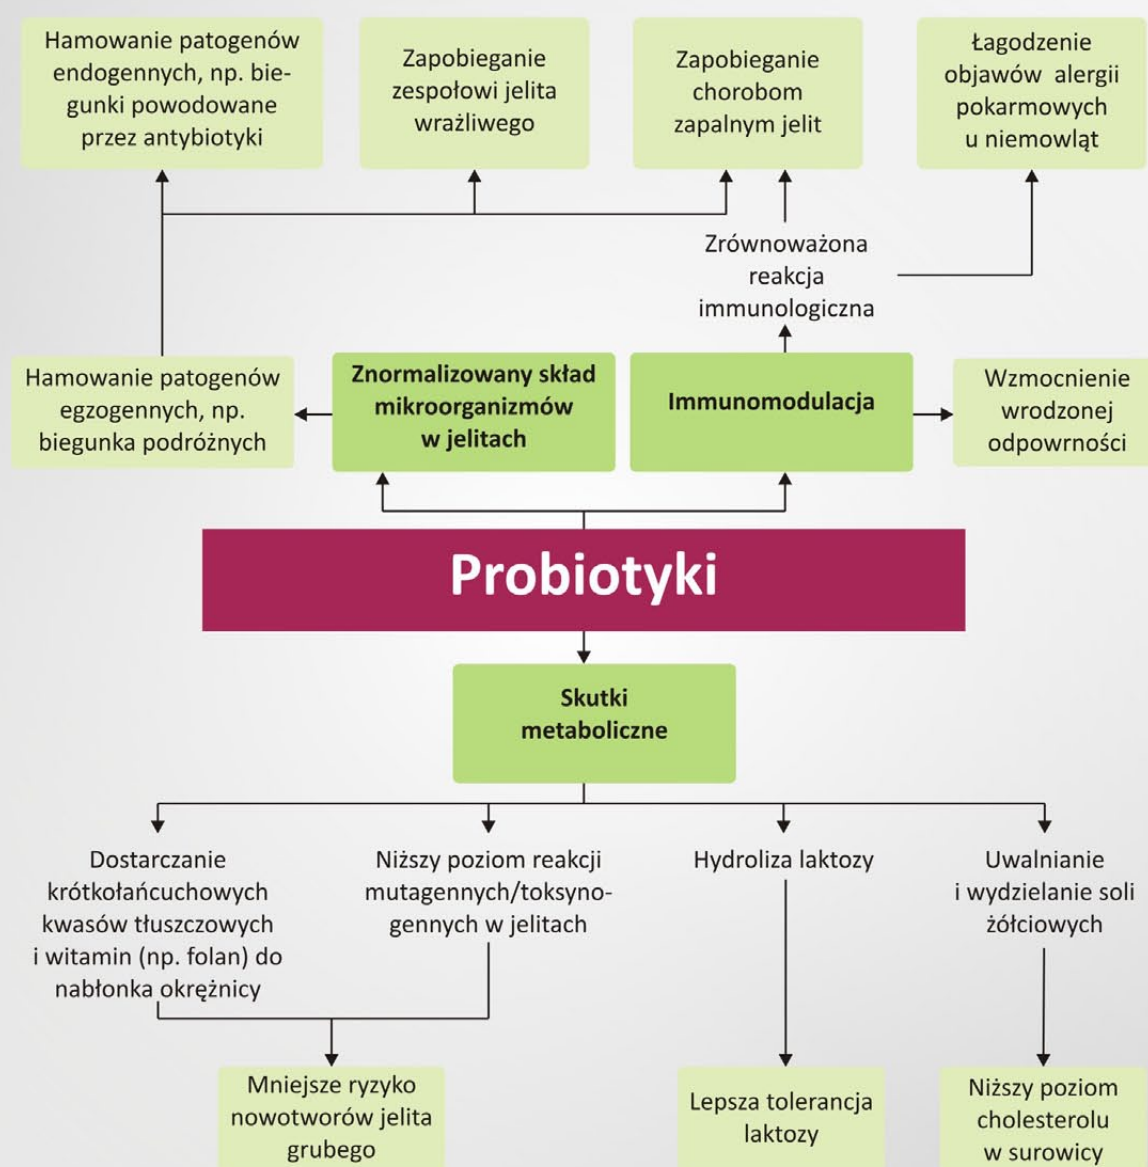 Hamowanie patogenów
endogennych, np. bie-
gunki powodowane
przez antybiotyki
Zapobieganie
zespołowi jelita
wrażliwego
Zapobieganie
chorobom
zapalnym jelit
Łagodzenie
objawów alergii
pokarmowych
u niemowląt
Zrównoważona
reakcja
immunologiczna
Hamowanie patogenów
egzogennych, np.
biegunka podróżnych
Znormalizowany skład
mikroorganizmów
w jelitach
Immunomodulacja
Wzmocnienie
wrodzonej
odpowrności
Probiotyki
Skutki
metaboliczne
Dostarczanie
krótkołańcuchowych
kwasów tłuszczowych
i witamin (np. folan) do
nabłonka okrężnicy
Niższy poziom reakcji
mutagennych/toksyno-
gennych w jelitach
Hydroliza laktozy
Uwalnianie
i wydzielanie soli
żółciowych
Mniejsze ryzyko
nowotworów jelita
grubego
Lepsza tolerancja
laktozy
Niższy poziom
cholesterolu
w surowicy